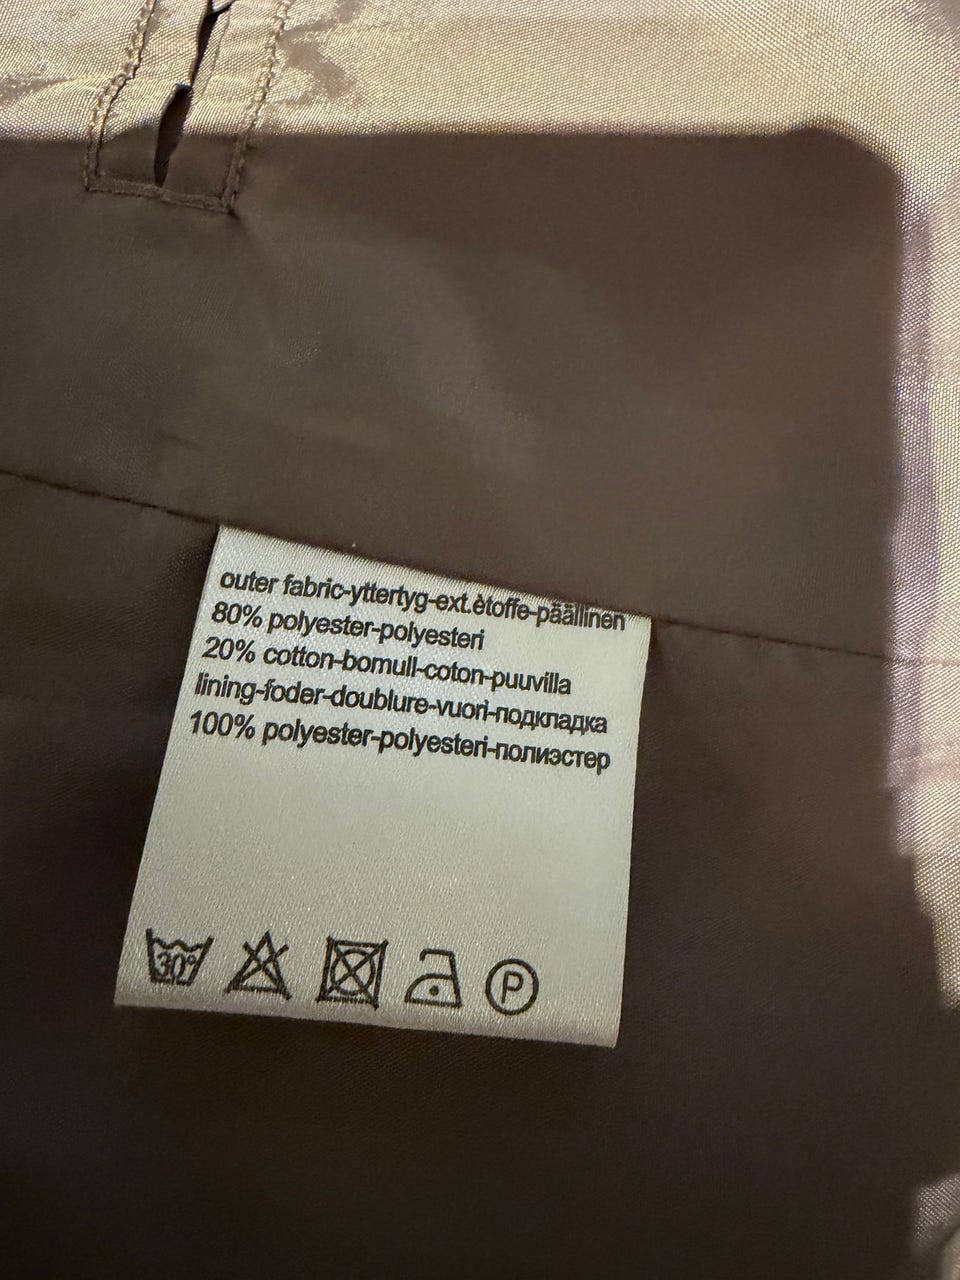 outer fabric-yttertyg-ext.ètoffe-päällinen
80% polyester-polyesteri
20% cotton-bomull-coton-puuvilla
lining-foder-doublure-vuori-подкладка
100% polyester-polyesteri-полиэстер
30° P